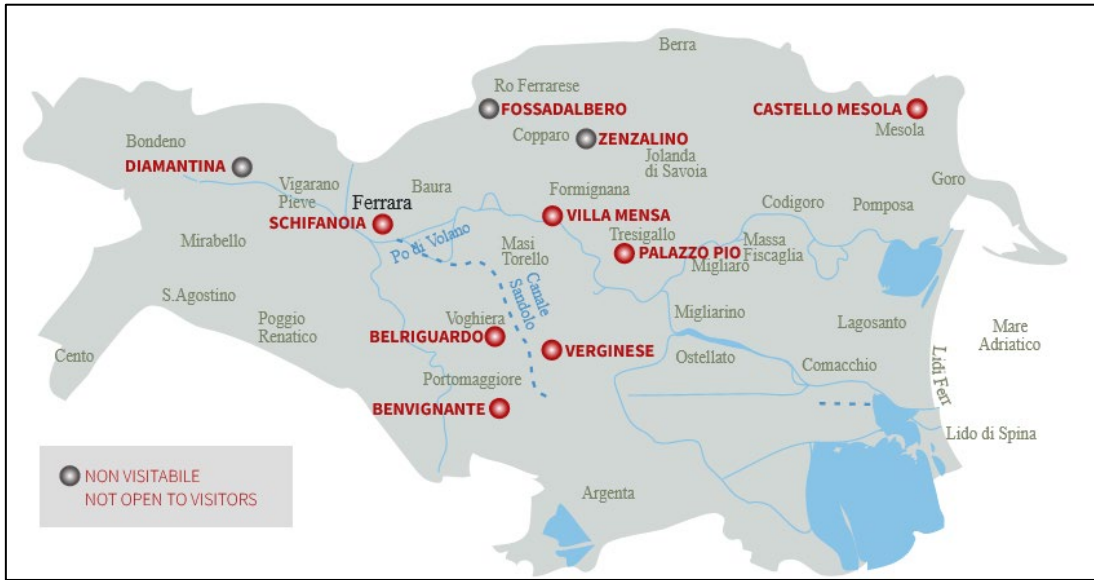 Berra
Ro Ferrarese
FOSSADALBERO
CASTELLO MESOLA
Mesola
Copparo
ZENZALINO
Bondeno
DIAMANTINA
Jolanda
di Savoia
Vigarano
Pieve
Baura
Formignana
Goro
Ferrara
SCHIFANOIA
VILLA MENSA
Codigoro
Pomposa
Mirabello
Po di Volano
Masi
Torello
Tresigallo
PALAZZO PIO
Massa
Fiscaglia
Migliaro
Canale
Sandolo
S.Agostino
Poggio
Renatico
Voghiera
BELRIGUARDO
VERGINESE
Migliarino
Lagosanto
Mare
Adriatico
Cento
Ostellato
Comacchio
Lidi Ferr
Portomaggiore
BENVIGNANTE
Lido di Spina
Argenta
NON VISITABILE
NOT OPEN TO VISITORS